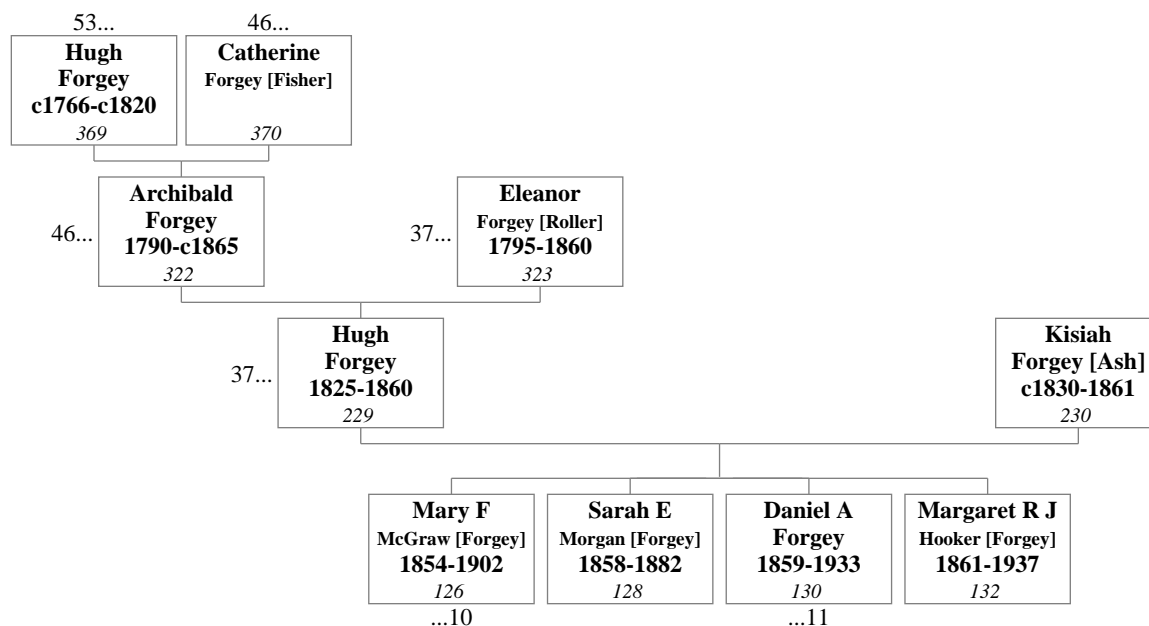 53...
46...
Hugh
Forgey
c1766-c1820
369
Catherine
Forgey [Fisher]
370
46...
Archibald
Forgey
1790-c1865
322
37...
Eleanor
Forgey [Roller]
1795-1860
323
37...
Hugh
Forgey
1825-1860
229
Kisiah
Forgey [Ash]
c1830-1861
230
Mary F
McGraw [Forgey]
1854-1902
126
...10
Sarah E
Morgan [Forgey]
1858-1882
128
Daniel A
Forgey
1859-1933
130
...11
Margaret R J
Hooker [Forgey]
1861-1937
132